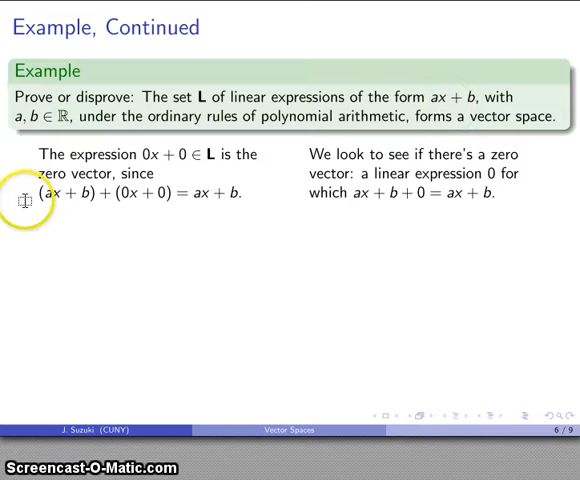 Example, Continued
Example
Prove or disprove: The set L of linear expressions of the form ax + b, with
a, b ∈ ℝ, under the ordinary rules of polynomial arithmetic, forms a vector space.
The expression 0x + 0 ∈ L is the
zero vector, since
(ax + b) + (0x + 0) = ax + b.
We look to see if there's a zero
vector: a linear expression 0 for
which ax + b + 0 = ax + b.
J. Suzuki (CUNY)
Vector Spaces
6 / 9
Screencast-O-Matic.com